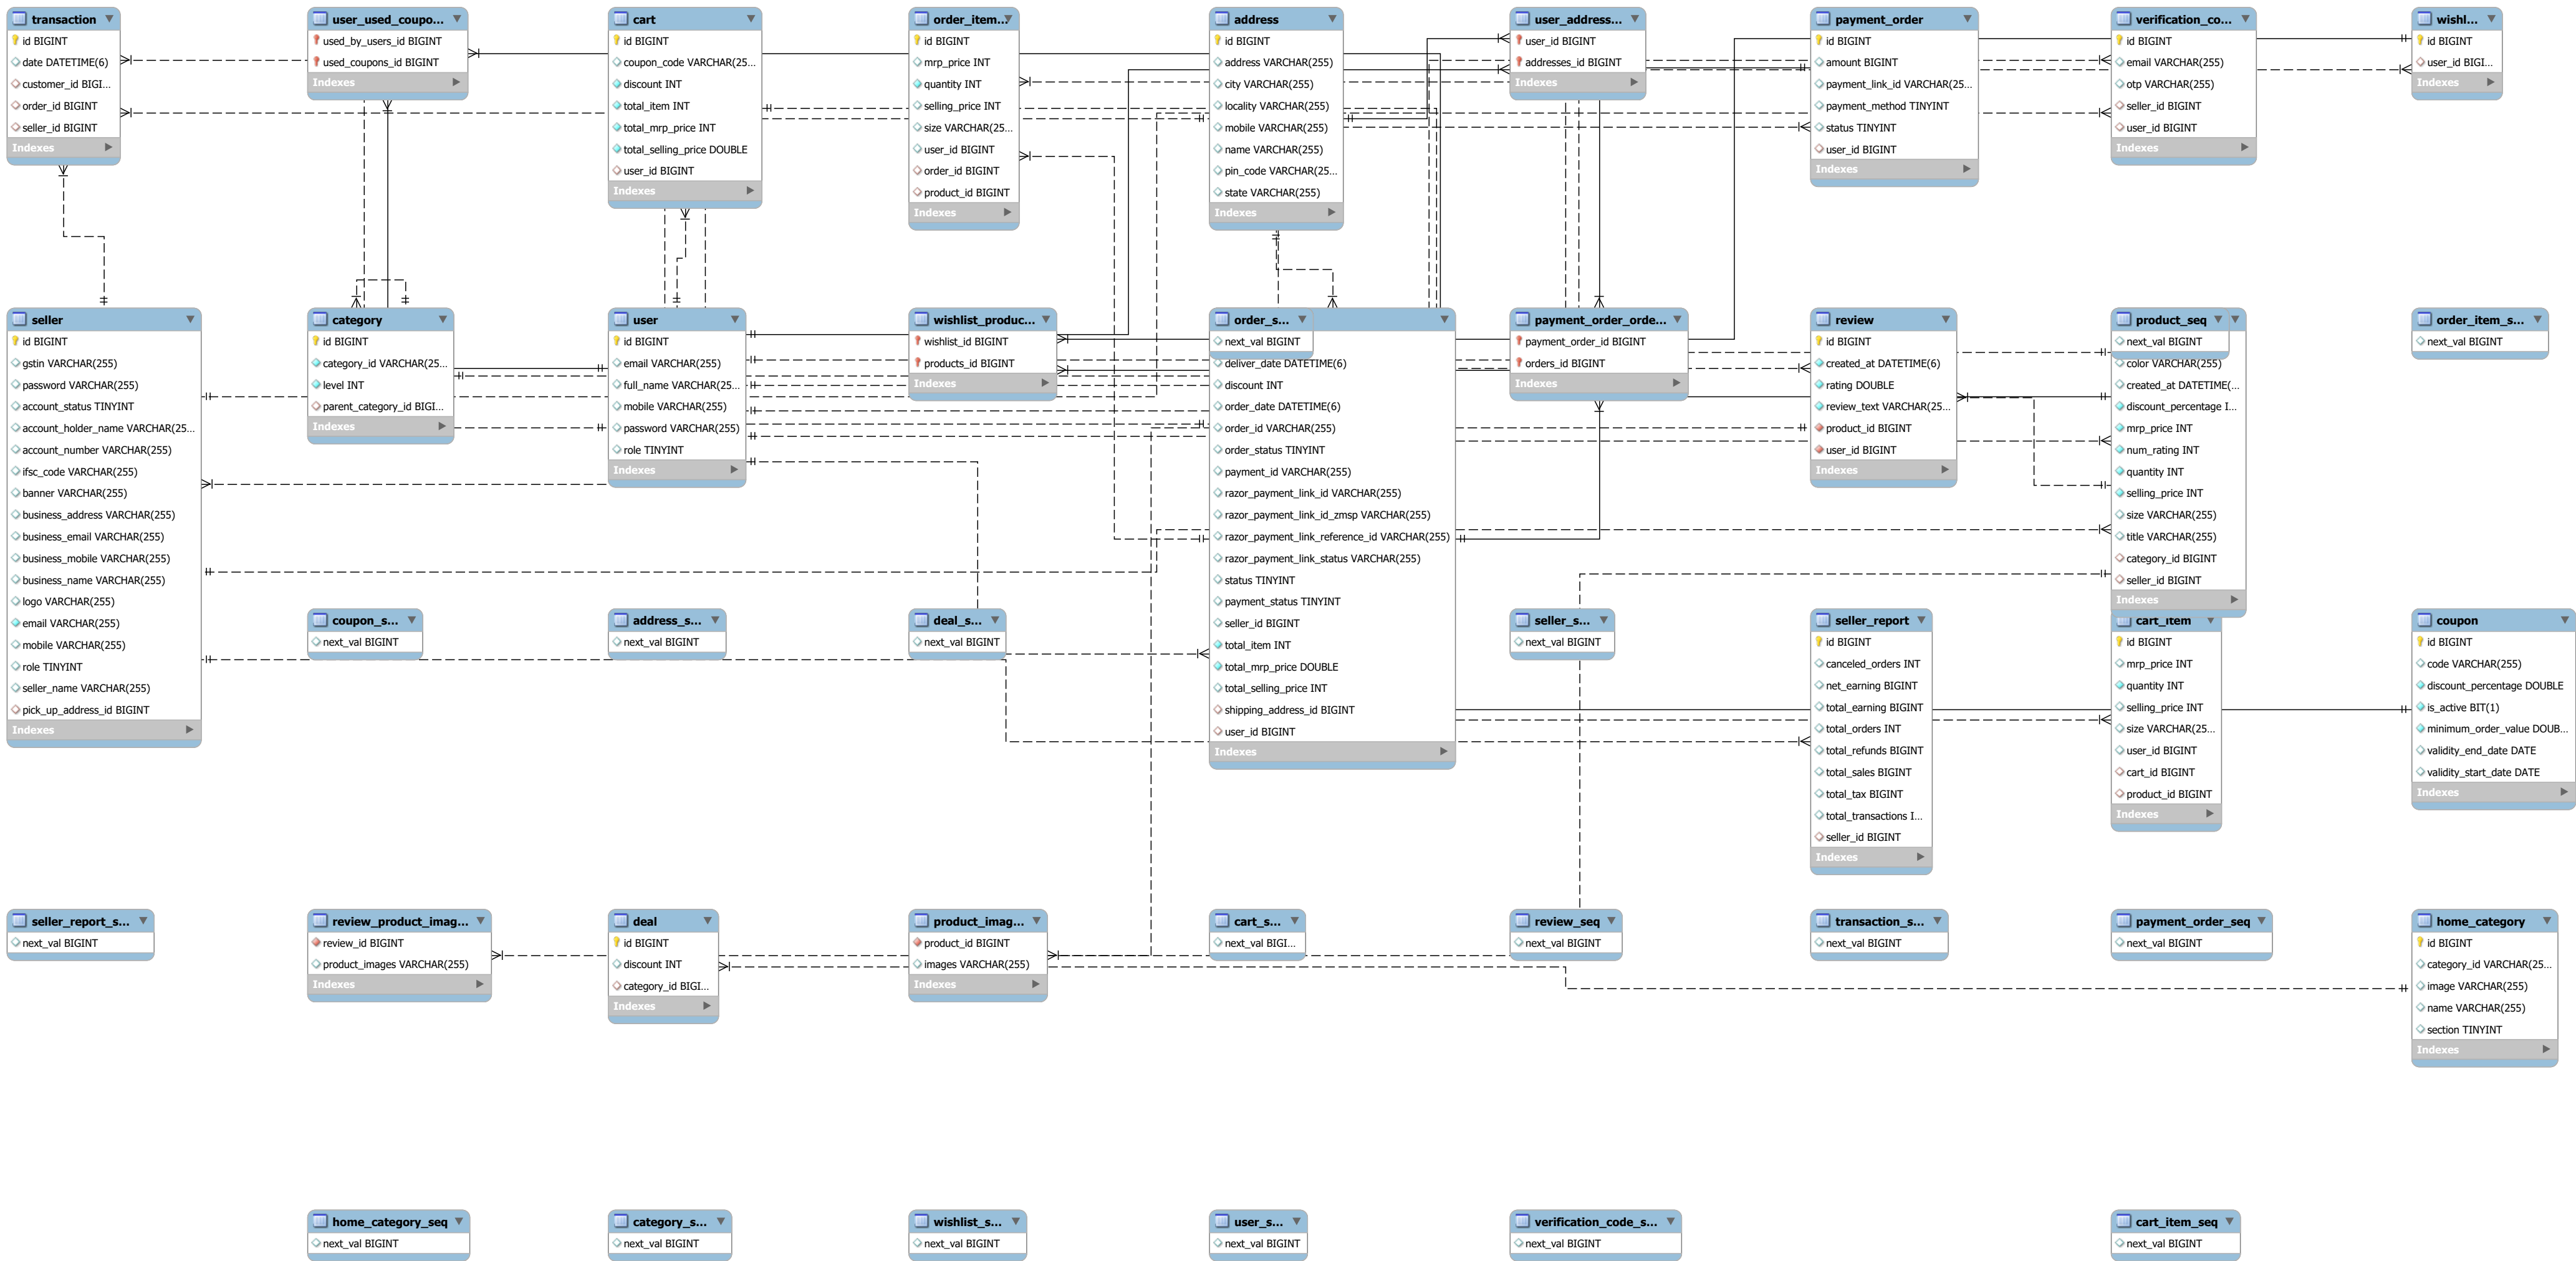 transaction
id BIGINT
date DATETIME(6)
customer_id BIGI...
order_id BIGINT
seller_id BIGINT
Indexes
user_used_coupo...
used_by_users_id BIGINT
used_coupons_id BIGINT
Indexes
cart
id BIGINT
coupon_code VARCHAR(25...
discount INT
total_item INT
total_mrp_price INT
total_selling_price DOUBLE
user_id BIGINT
Indexes
order_item...
id BIGINT
mrp_price INT
quantity INT
selling_price INT
size VARCHAR(25...
user_id BIGINT
order_id BIGINT
product_id BIGINT
Indexes
address
id BIGINT
address VARCHAR(255)
city VARCHAR(255)
locality VARCHAR(255)
mobile VARCHAR(255)
name VARCHAR(255)
pin_code VARCHAR(25...
state VARCHAR(255)
Indexes
user_address...
user_id BIGINT
addresses_id BIGINT
Indexes
payment_order
id BIGINT
amount BIGINT
payment_link_id VARCHAR(25...
payment_method TINYINT
status TINYINT
user_id BIGINT
Indexes
verification_co...
id BIGINT
email VARCHAR(255)
otp VARCHAR(255)
seller_id BIGINT
user_id BIGINT
Indexes
wishl...
id BIGINT
user_id BIGI...
Indexes
seller
id BIGINT
gstin VARCHAR(255)
password VARCHAR(255)
account_status TINYINT
account_holder_name VARCHAR(25...
account_number VARCHAR(255)
ifsc_code VARCHAR(255)
banner VARCHAR(255)
business_address VARCHAR(255)
business_email VARCHAR(255)
business_mobile VARCHAR(255)
business_name VARCHAR(255)
logo VARCHAR(255)
email VARCHAR(255)
mobile VARCHAR(255)
role TINYINT
seller_name VARCHAR(255)
pick_up_address_id BIGINT
Indexes
category
id BIGINT
category_id VARCHAR(25...
level INT
parent_category_id BIGI...
Indexes
user
id BIGINT
email VARCHAR(255)
full_name VARCHAR(25...
mobile VARCHAR(255)
password VARCHAR(255)
role TINYINT
Indexes
wishlist_produc...
wishlist_id BIGINT
products_id BIGINT
Indexes
order_s...
next_val BIGINT
deliver_date DATETIME(6)
discount INT
order_date DATETIME(6)
order_id VARCHAR(255)
order_status TINYINT
payment_id VARCHAR(255)
razor_payment_link_id VARCHAR(255)
razor_payment_link_id_zmsp VARCHAR(255)
razor_payment_link_reference_id VARCHAR(255)
razor_payment_link_status VARCHAR(255)
status TINYINT
payment_status TINYINT
seller_id BIGINT
total_item INT
total_mrp_price DOUBLE
total_selling_price INT
shipping_address_id BIGINT
user_id BIGINT
Indexes
payment_order_orde...
payment_order_id BIGINT
orders_id BIGINT
Indexes
review
id BIGINT
created_at DATETIME(6)
rating DOUBLE
review_text VARCHAR(25...
product_id BIGINT
user_id BIGINT
Indexes
product_seq
next_val BIGINT
color VARCHAR(255)
created_at DATETIME(...
discount_percentage I...
mrp_price INT
num_rating INT
quantity INT
selling_price INT
size VARCHAR(255)
title VARCHAR(255)
category_id BIGINT
seller_id BIGINT
Indexes
order_item_s...
next_val BIGINT
coupon_s...
next_val BIGINT
address_s...
next_val BIGINT
deal_s...
next_val BIGINT
seller_s...
next_val BIGINT
seller_report
id BIGINT
canceled_orders INT
net_earning BIGINT
total_earning BIGINT
total_orders INT
total_refunds BIGINT
total_sales BIGINT
total_tax BIGINT
total_transactions I...
seller_id BIGINT
Indexes
cart_item
id BIGINT
mrp_price INT
quantity INT
selling_price INT
size VARCHAR(25...
user_id BIGINT
cart_id BIGINT
product_id BIGINT
Indexes
coupon
id BIGINT
code VARCHAR(255)
discount_percentage DOUBLE
is_active BIT(1)
minimum_order_value DOUB...
validity_end_date DATE
validity_start_date DATE
Indexes
seller_report_s...
next_val BIGINT
review_product_imag...
review_id BIGINT
product_images VARCHAR(255)
Indexes
deal
id BIGINT
discount INT
category_id BIGI...
Indexes
product_imag...
product_id BIGINT
images VARCHAR(255)
Indexes
cart_s...
next_val BIGI...
review_seq
next_val BIGINT
transaction_s...
next_val BIGINT
payment_order_seq
next_val BIGINT
home_category
id BIGINT
category_id VARCHAR(25...
image VARCHAR(255)
name VARCHAR(255)
section TINYINT
Indexes
home_category_seq
next_val BIGINT
category_s...
next_val BIGINT
wishlist_s...
next_val BIGINT
user_s...
next_val BIGINT
verification_code_s...
next_val BIGINT
cart_item_seq
next_val BIGINT